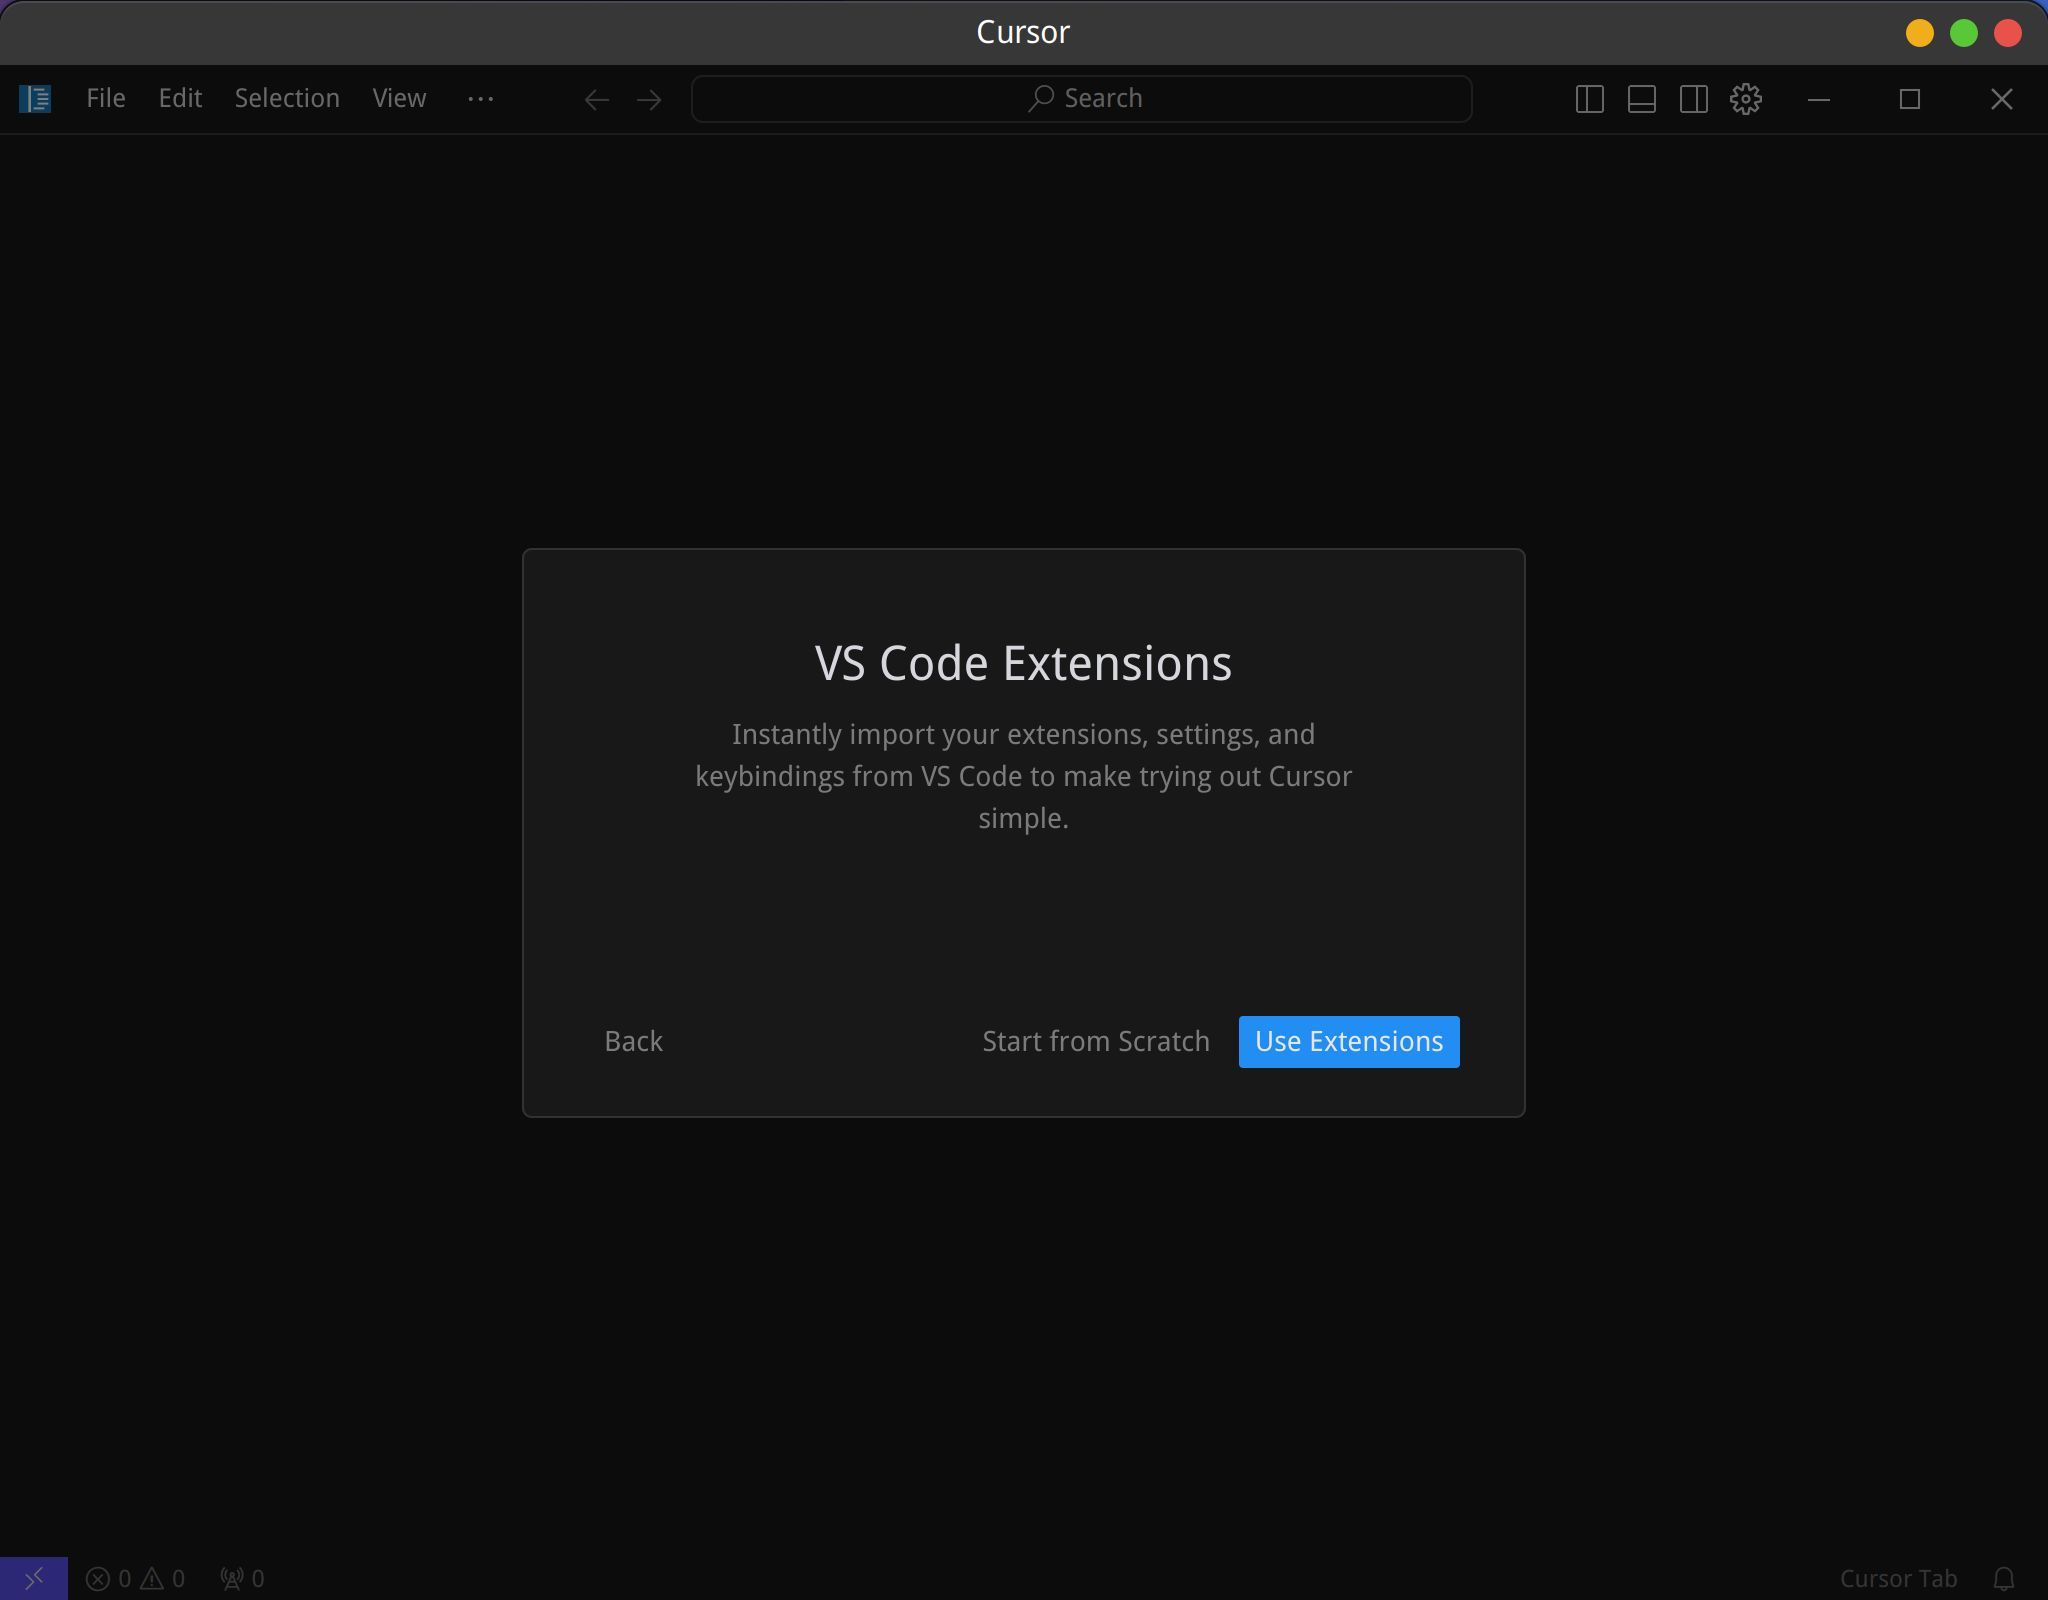 Cursor
File Edit Selection View ··· Search
VS Code Extensions
Instantly import your extensions, settings, and
keybindings from VS Code to make trying out Cursor
simple.
Back Start from Scratch Use Extensions
0 0 0 Cursor Tab